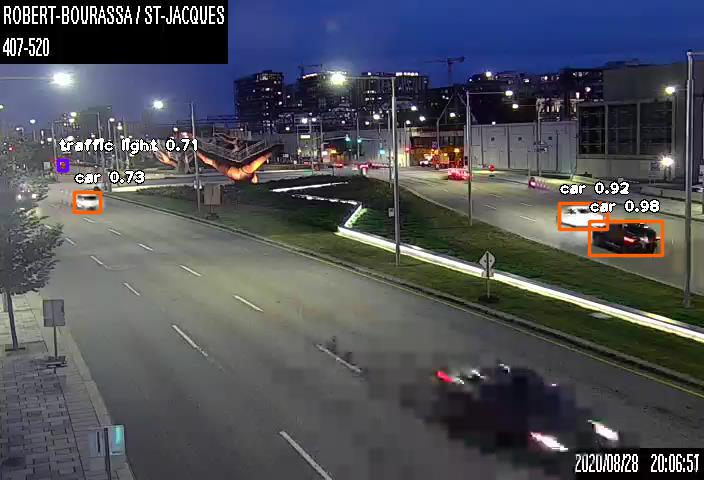 ROBERT-BOURASSA / ST-JACQUES
407-520
traffic light 0.71
car 0.73
car 0.92
car 0.98
2020/08/28 20:06:51